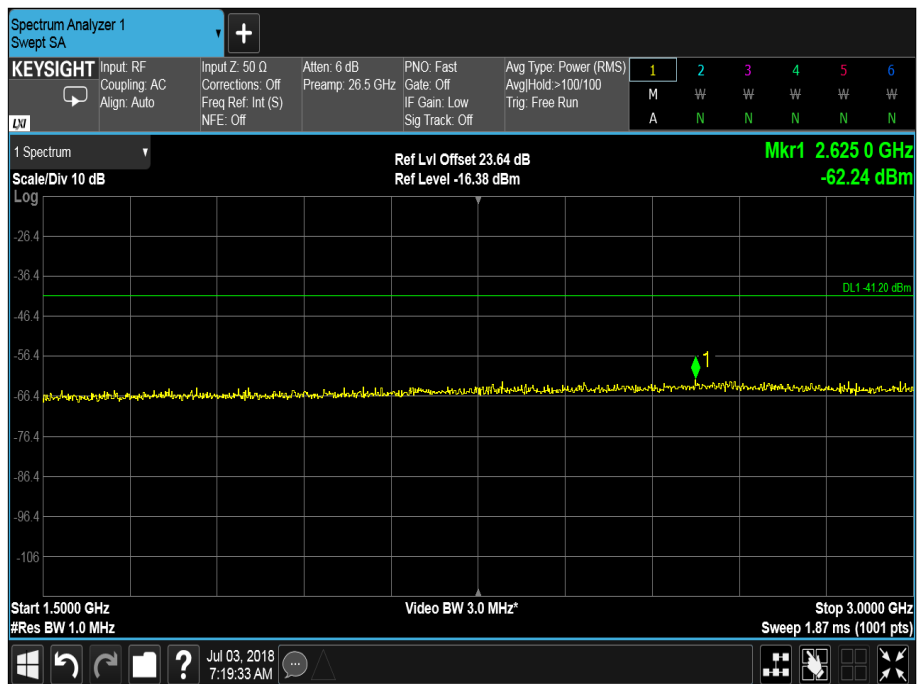 Spectrum Analyzer 1
Swept SA
+
KEYSIGHT
LXI
Input: RF
Coupling: AC
Align: Auto
Input Z: 50 Ω
Corrections: Off
Freq Ref: Int (S)
NFE: Off
Atten: 6 dB
Preamp: 26.5 GHz
PNO: Fast
Gate: Off
IF Gain: Low
Sig Track: Off
Avg Type: Power (RMS)
Avg|Hold:>100/100
Trig: Free Run
1 2 3 4 5 6
M W W W W W
A N N N N N
1 Spectrum
Scale/Div 10 dB
Ref Lvl Offset 23.64 dB
Ref Level -16.38 dBm
Mkr1 2.625 0 GHz
-62.24 dBm
Log
-26.4
-36.4
DL1 -41.20 dBm
-46.4
-56.4
1
-66.4
-76.4
-86.4
-96.4
-106
Start 1.5000 GHz
#Res BW 1.0 MHz
Video BW 3.0 MHz*
Stop 3.0000 GHz
Sweep 1.87 ms (1001 pts)
?
Jul 03, 2018
7:19:33 AM